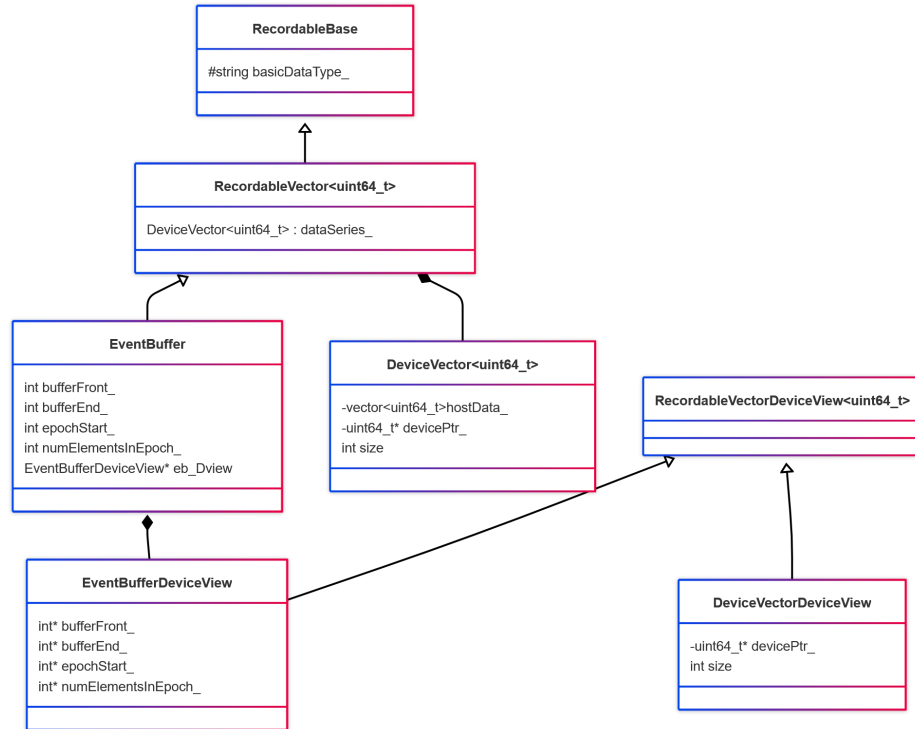 RecordableBase
#string basicDataType_
RecordableVector<uint64_t>
DeviceVector<uint64_t> : dataSeries_
EventBuffer
int bufferFront_
int bufferEnd_
int epochStart_
int numElementsInEpoch_
EventBufferDeviceView* eb_Dview
DeviceVector<uint64_t>
-vector<uint64_t>hostData_
-uint64_t* devicePtr_
int size
RecordableVectorDeviceView<uint64_t>
EventBufferDeviceView
int* bufferFront_
int* bufferEnd_
int* epochStart_
int* numElementsInEpoch_
DeviceVectorDeviceView
-uint64_t* devicePtr_
int size